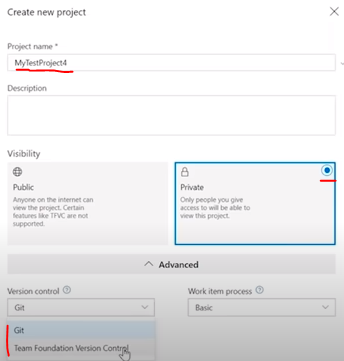 Create new project
Project name *
MyTestProject4
Description
Visibility
Public
Anyone on the internet can
view the project. Certain
features like TFVC are not
supported.
Private
Only people you give
access to will be able to
view this project.
Advanced
Version control
Work item process
Git
Basic
Git
Team Foundation Version Control